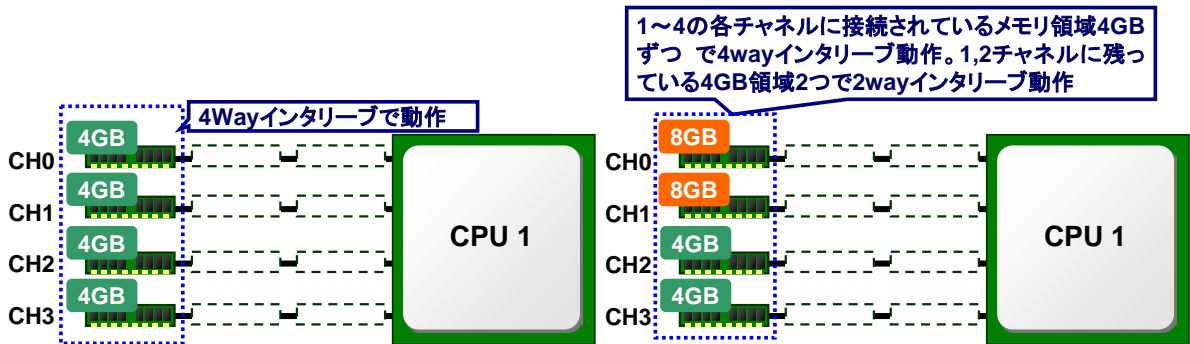 1～4の各チャネルに接続されているメモリ領域4GB
ずつ で4wayインタリーブ動作。1,2チャネルに残っ
ている4GB領域2つで2wayインタリーブ動作
4Wayインタリーブで動作
4GB
CH0
4GB
CH1
4GB
CH2
4GB
CH3
CPU 1
8GB
CH0
8GB
CH1
4GB
CH2
4GB
CH3
CPU 1